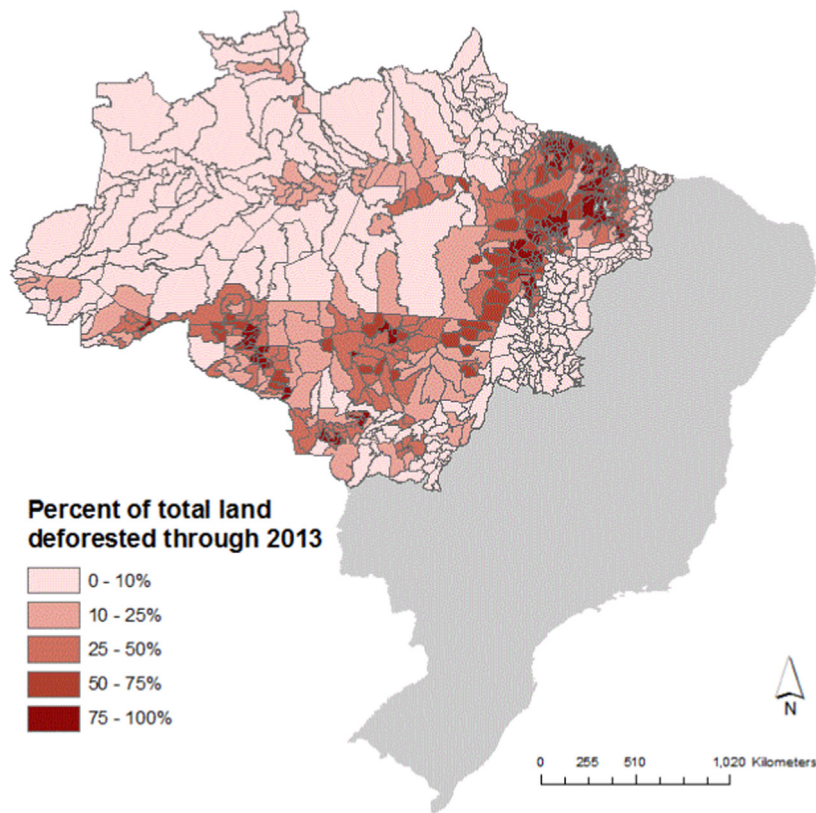 Percent of total land
deforested through 2013
0 - 10%
10 - 25%
25 - 50%
50 - 75%
75 - 100%
N
0 255 510 1,020 Kilometers